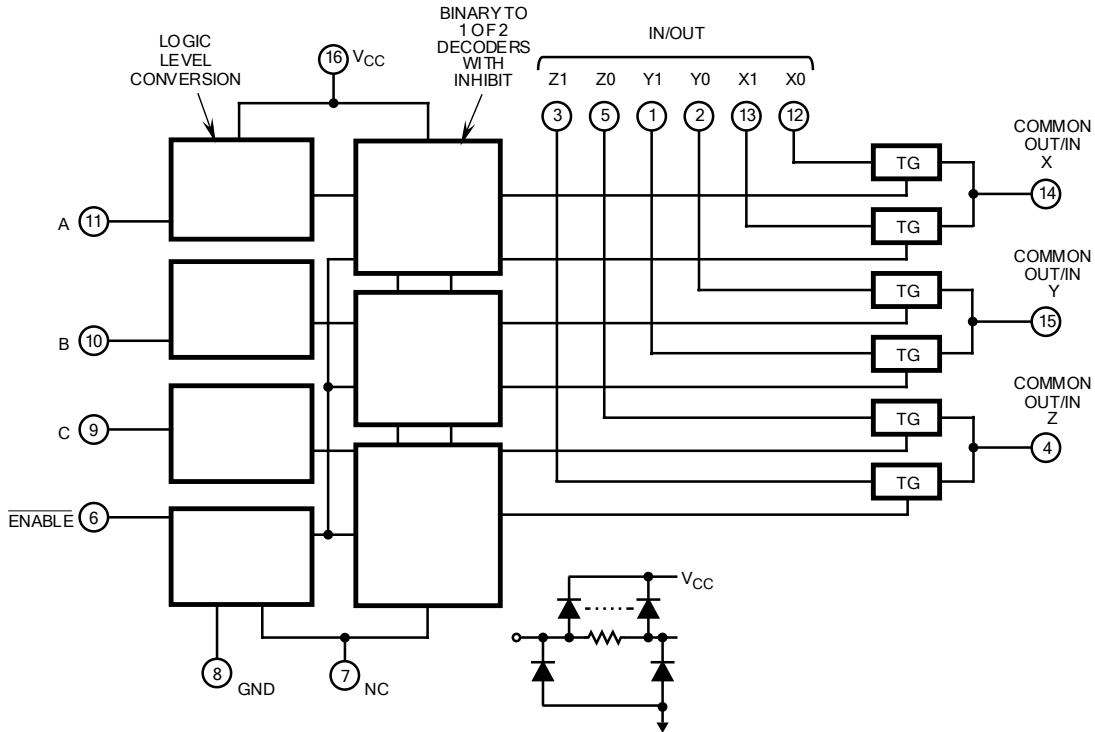 LOGIC
LEVEL
CONVERSION
16 VCC
BINARY TO
1 OF 2
DECODERS
WITH
INHIBIT
IN/OUT
Z1 Z0 Y1 Y0 X1 X0
3 5 1 2 13 12
TG
TG
TG
TG
TG
TG
COMMON
OUT/IN
X
14
COMMON
OUT/IN
Y
15
COMMON
OUT/IN
Z
4
A 11
B 10
C 9
ENABLE 6
8 GND
7 NC
VCC